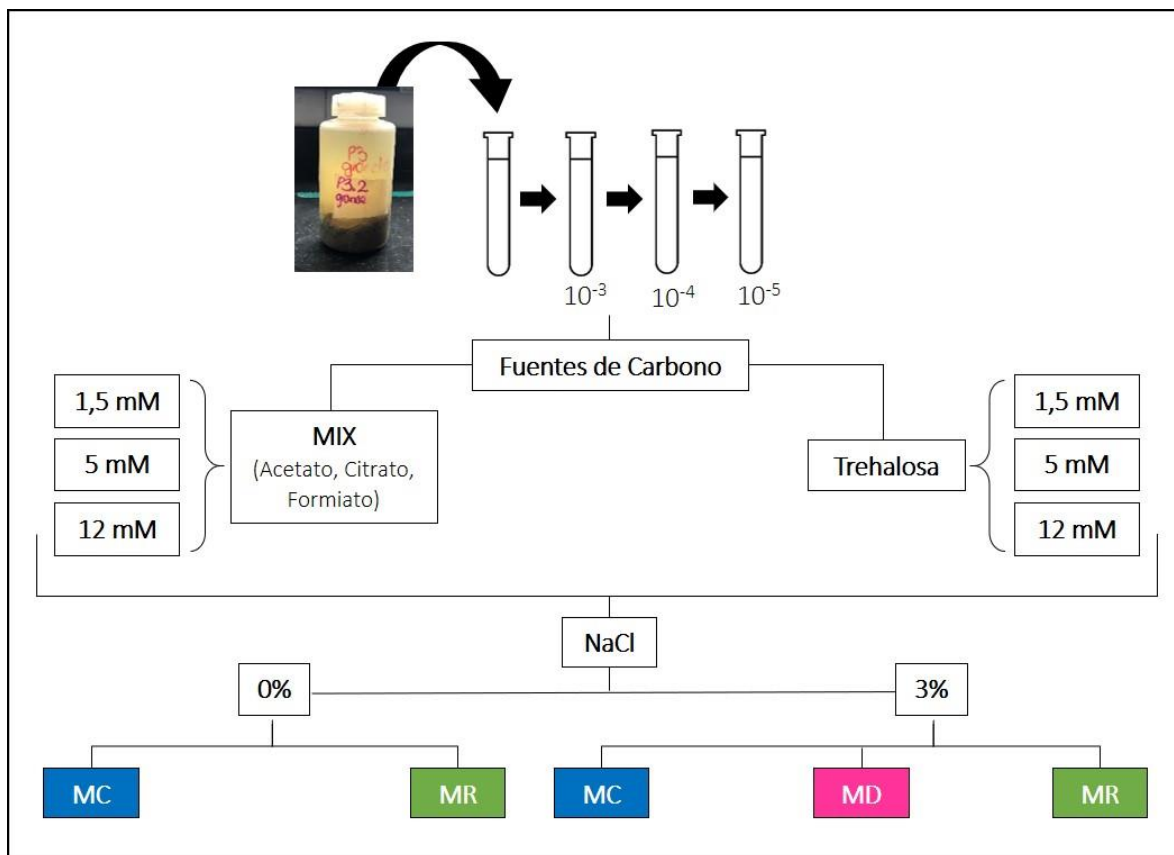 P3
grande
P3.2
grande
10⁻³
10⁻⁴
10⁻⁵
Fuentes de Carbono
1,5 mM
5 mM
12 mM
MIX
(Acetato, Citrato,
Formiato)
Trehalosa
1,5 mM
5 mM
12 mM
NaCl
0%
3%
MC
MR
MC
MD
MR